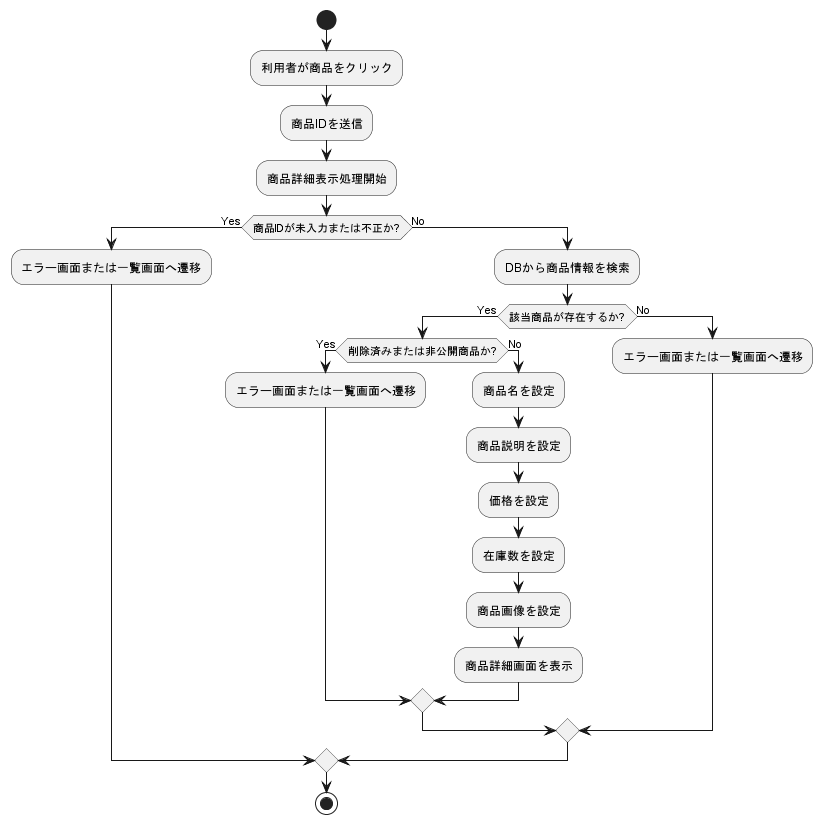 利用者が商品をクリック
商品IDを送信
商品詳細表示処理開始
Yes
商品IDが未入力または不正か?
No
エラー画面または一覧画面へ遷移
DBから商品情報を検索
Yes
該当商品が存在するか?
No
Yes
削除済みまたは非公開商品か?
No
エラー画面または一覧画面へ遷移
エラー画面または一覧画面へ遷移
商品名を設定
商品説明を設定
価格を設定
在庫数を設定
商品画像を設定
商品詳細画面を表示